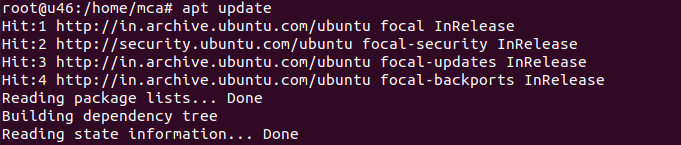 root@u46:/home/mca# apt update
Hit:1 http://in.archive.ubuntu.com/ubuntu focal InRelease
Hit:2 http://security.ubuntu.com/ubuntu focal-security InRelease
Hit:3 http://in.archive.ubuntu.com/ubuntu focal-updates InRelease
Hit:4 http://in.archive.ubuntu.com/ubuntu focal-backports InRelease
Reading package lists... Done
Building dependency tree
Reading state information... Done